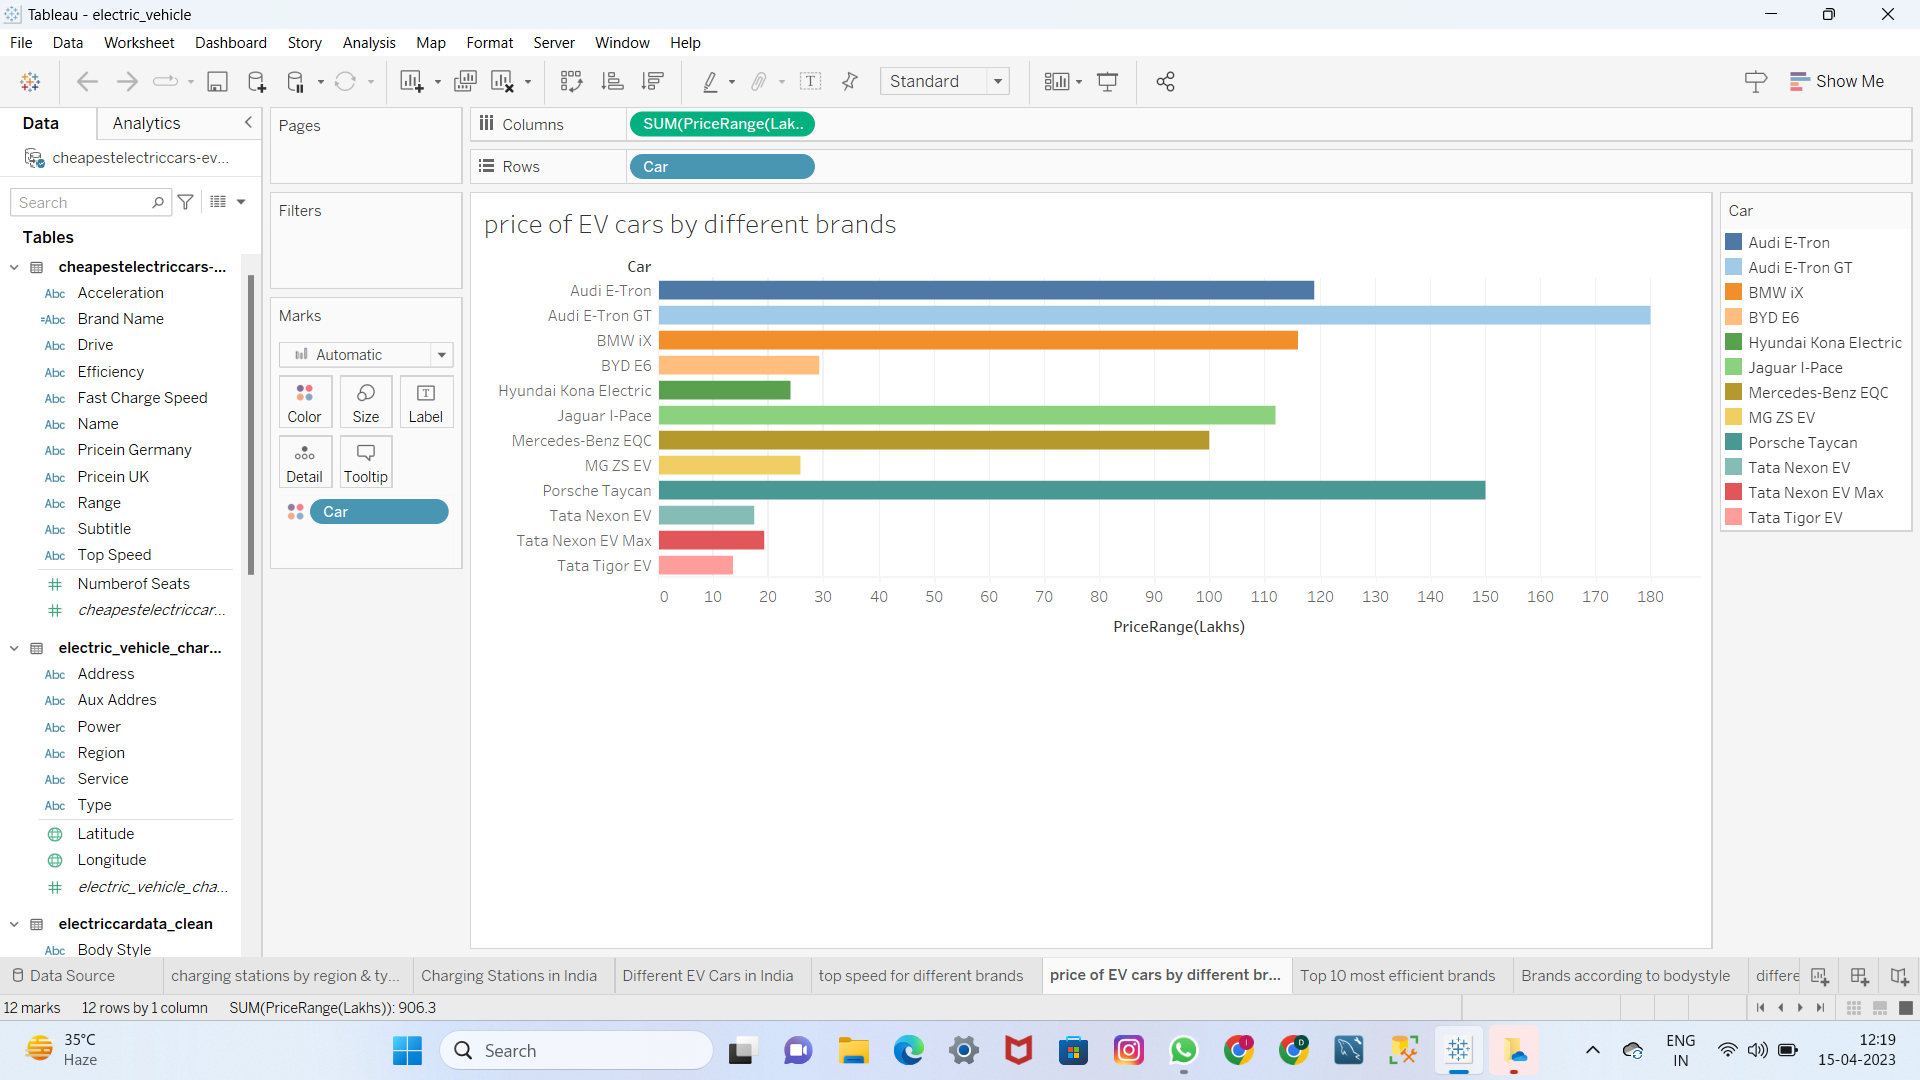 Tableau - electric_vehicle
File Data Worksheet Dashboard Story Analysis Map Format Server Window Help
Standard
Show Me
Data Analytics
cheapestelectriccars-ev...
Search
Tables
cheapestelectriccars-...
Abc Acceleration
=Abc Brand Name
Abc Drive
Abc Efficiency
Abc Fast Charge Speed
Abc Name
Abc Pricein Germany
Abc Pricein UK
Abc Range
Abc Subtitle
Abc Top Speed
# Numberof Seats
# cheapestelectriccar...
electric_vehicle_char...
Abc Address
Abc Aux Addres
Abc Power
Abc Region
Abc Service
Abc Type
Latitude
Longitude
# electric_vehicle_cha...
electriccardata_clean
Abc Body Style
Pages
Filters
Marks
Automatic
Color Size Label
Detail Tooltip
Car
Columns SUM(PriceRange(Lak..
Rows Car
price of EV cars by different brands
Car
Audi E-Tron
Audi E-Tron GT
BMW iX
BYD E6
Hyundai Kona Electric
Jaguar I-Pace
Mercedes-Benz EQC
MG ZS EV
Porsche Taycan
Tata Nexon EV
Tata Nexon EV Max
Tata Tigor EV
0 10 20 30 40 50 60 70 80 90 100 110 120 130 140 150 160 170 180
PriceRange(Lakhs)
Car
Audi E-Tron
Audi E-Tron GT
BMW iX
BYD E6
Hyundai Kona Electric
Jaguar I-Pace
Mercedes-Benz EQC
MG ZS EV
Porsche Taycan
Tata Nexon EV
Tata Nexon EV Max
Tata Tigor EV
Data Source charging stations by region & ty... Charging Stations in India Different EV Cars in India top speed for different brands price of EV cars by different br... Top 10 most efficient brands Brands according to bodystyle differe
12 marks 12 rows by 1 column SUM(PriceRange(Lakhs)): 906.3
35°C
Haze
Search
ENG
IN
12:19
15-04-2023